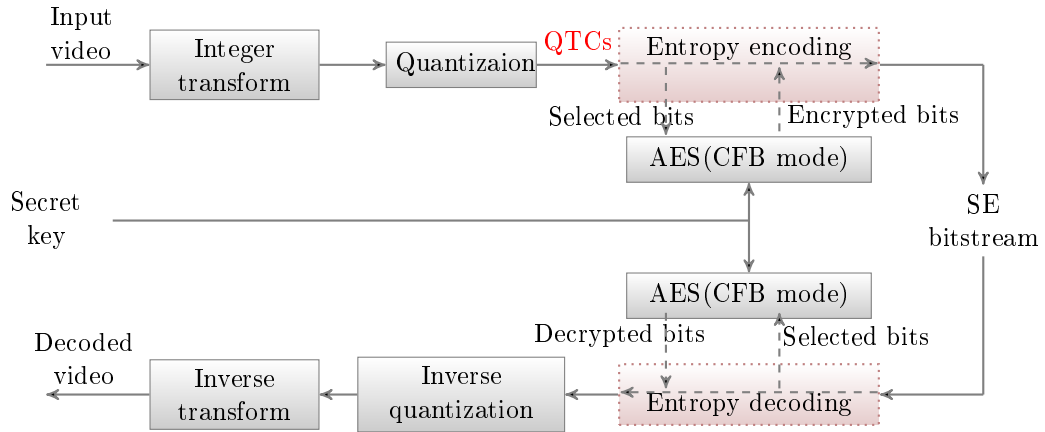 Input
video
Integer
transform
Quantizaion
QTCs
Entropy encoding
Selected bits
Encrypted bits
AES(CFB mode)
Secret
key
SE
bitstream
AES(CFB mode)
Decrypted bits
Selected bits
Decoded
video
Inverse
transform
Inverse
quantization
Entropy decoding